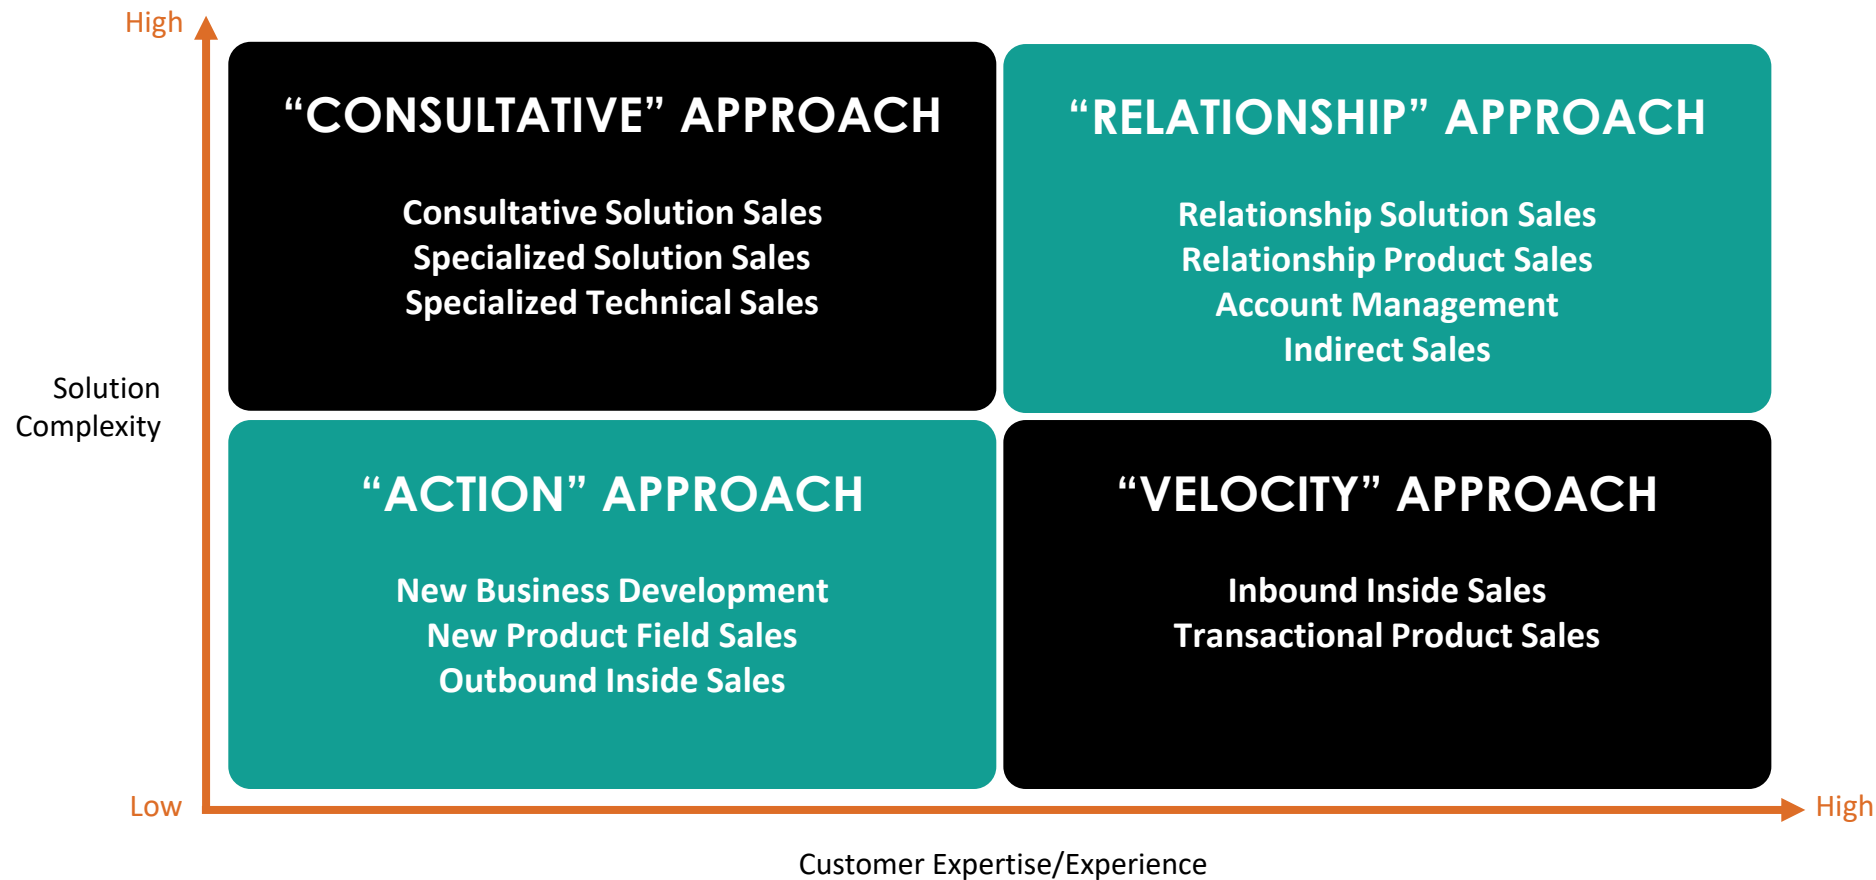 High
“CONSULTATIVE” APPROACH
Consultative Solution Sales
Specialized Solution Sales
Specialized Technical Sales
“RELATIONSHIP” APPROACH
Relationship Solution Sales
Relationship Product Sales
Account Management
Indirect Sales
Solution
Complexity
“ACTION” APPROACH
New Business Development
New Product Field Sales
Outbound Inside Sales
“VELOCITY” APPROACH
Inbound Inside Sales
Transactional Product Sales
Low
High
Customer Expertise/Experience